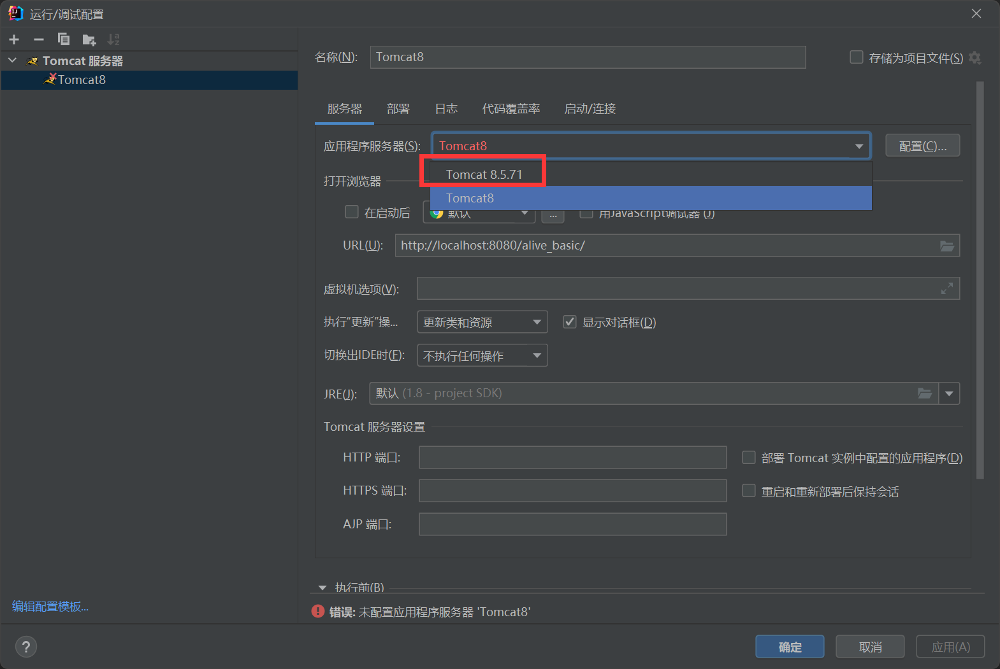 运行/调试配置
Tomcat 服务器
Tomcat8
名称(N):
Tomcat8
存储为项目文件(S)
服务器
部署
日志
代码覆盖率
启动/连接
应用程序服务器(S):
Tomcat8
配置(C)...
Tomcat 8.5.71
Tomcat8
打开浏览器
在启动后
默认
...
用JavaScript调试器 (J)
URL(U):
http://localhost:8080/alive_basic/
虚拟机选项(V):
执行“更新”操...
更新类和资源
显示对话框(D)
切换出IDE时(F):
不执行任何操作
JRE(J):
默认 (1.8 - project SDK)
Tomcat 服务器设置
HTTP 端口:
部署 Tomcat 实例中配置的应用程序(D)
HTTPS 端口:
重启和重新部署后保持会话
AJP 端口:
执行前(B)
编辑配置模板...
错误: 未配置应用程序服务器 'Tomcat8'
?
确定
取消
应用(A)